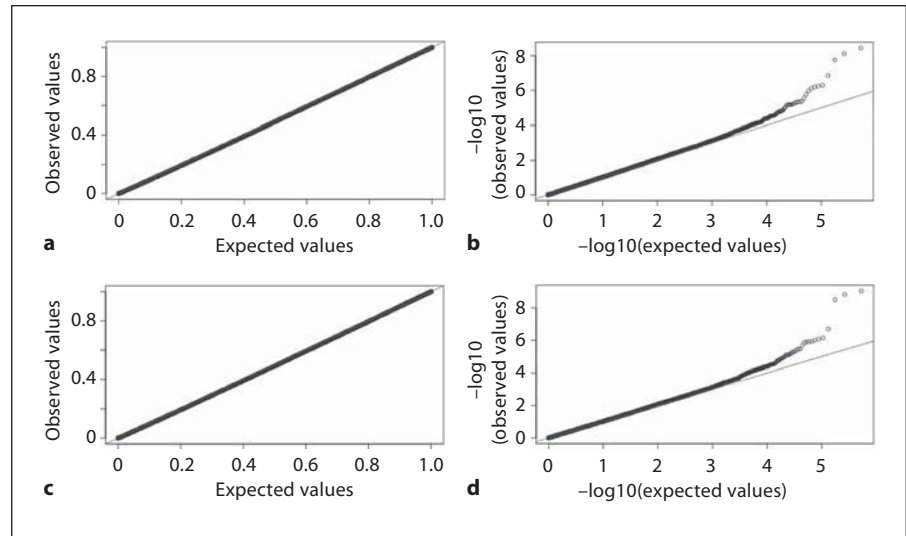 Observed values
0.8
0.4
0
0 0.2 0.4 0.6 0.8 1.0
a
Expected values
–log10
(observed values)
8
6
4
2
0
0 1 2 3 4 5
b
–log10(expected values)
Observed values
0.8
0.4
0
0 0.2 0.4 0.6 0.8 1.0
c
Expected values
–log10
(observed values)
8
6
4
2
0
0 1 2 3 4 5
d
–log10(expected values)